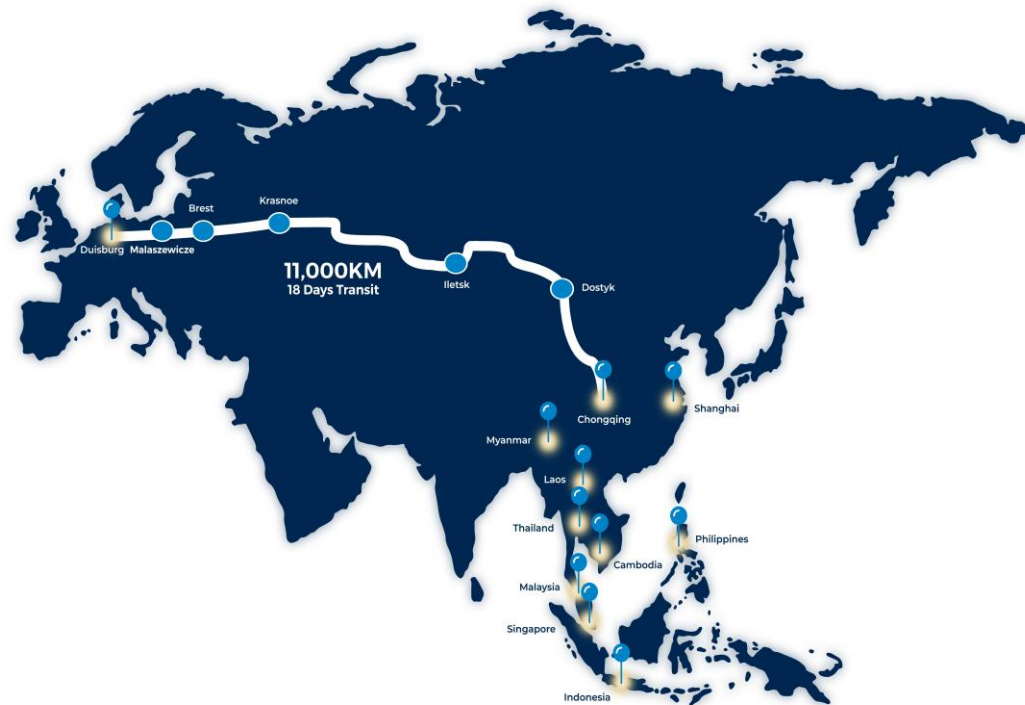 Krasnoe
Brest
Duisburg
Malaszewicze
11,000KM
18 Days Transit
Iletsk
Dostyk
Chongqing
Shanghai
Myanmar
Laos
Thailand
Philippines
Cambodia
Malaysia
Singapore
Indonesia